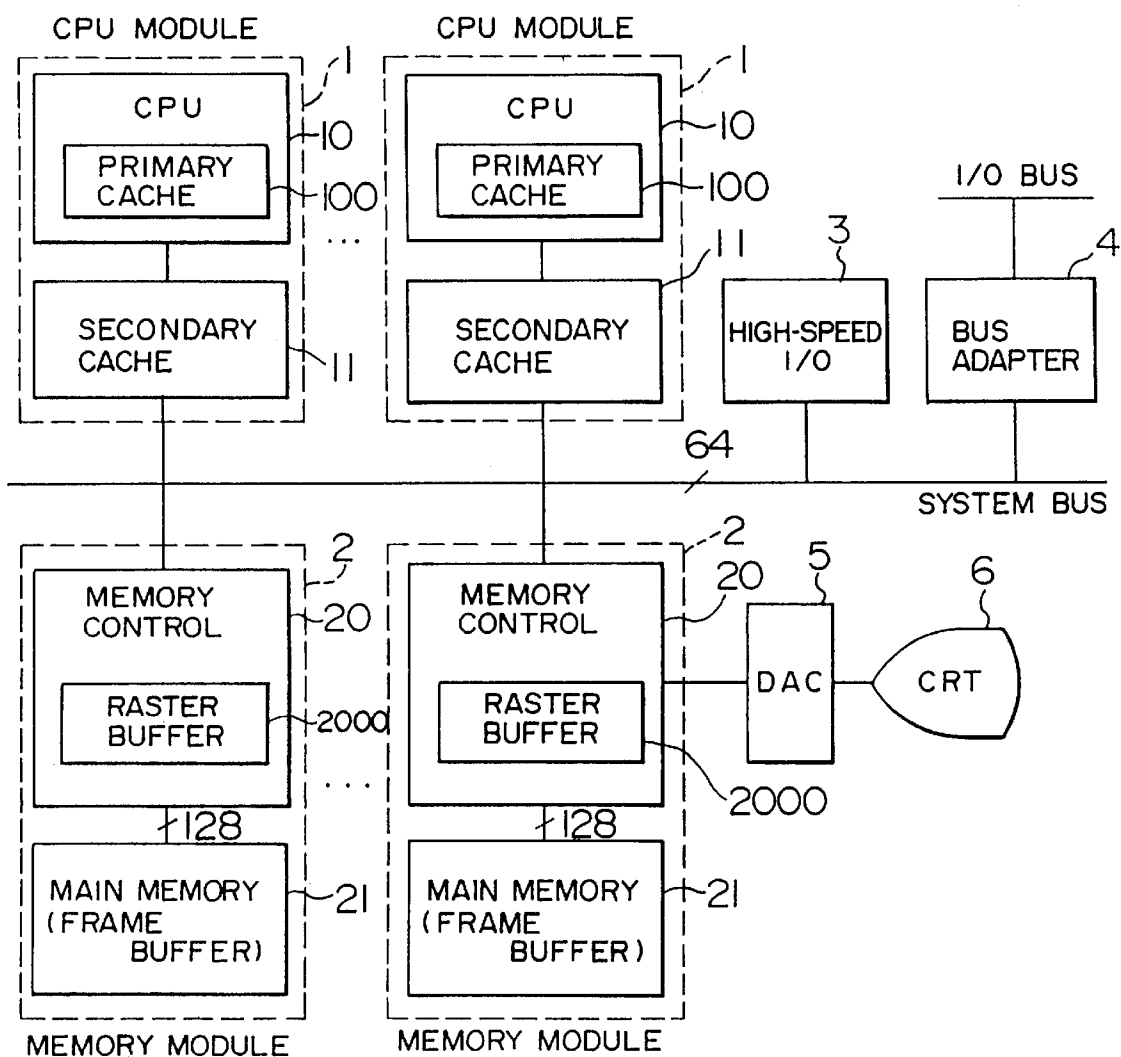 CPU MODULE
CPU MODULE
1
1
CPU
10
CPU
10
PRIMARY
CACHE
100
PRIMARY
CACHE
100
...
I/O BUS
11
3
4
SECONDARY
CACHE
11
SECONDARY
CACHE
HIGH-SPEED
I/O
BUS
ADAPTER
64
SYSTEM BUS
2
2
MEMORY
CONTROL
20
MEMORY
CONTROL
20
5
6
DAC
CRT
RASTER
BUFFER
2000
RASTER
BUFFER
2000
...
128
128
MAIN MEMORY
(FRAME
BUFFER)
21
MAIN MEMORY
(FRAME
BUFFER)
21
MEMORY MODULE
MEMORY MODULE